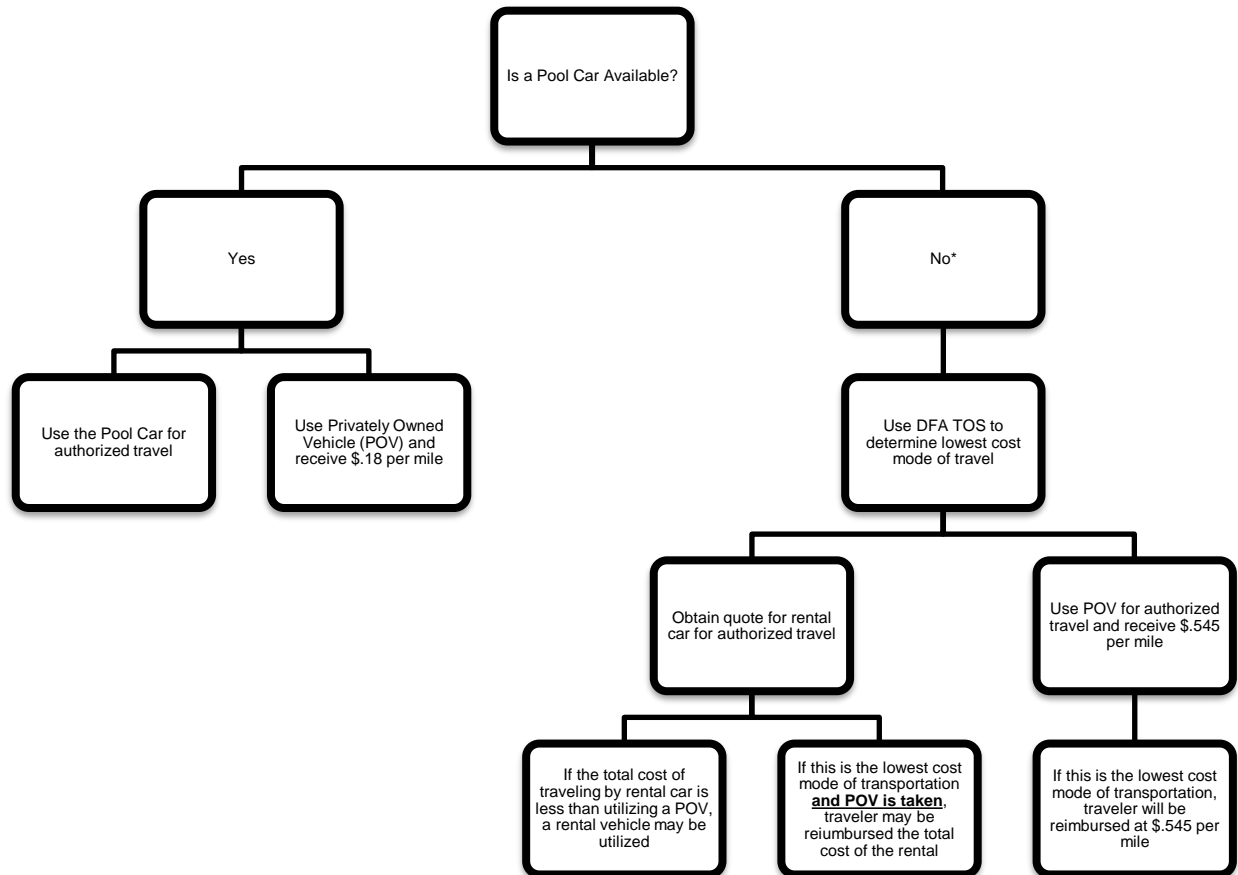 Is a Pool Car Available?
Yes
No*
Use the Pool Car for
authorized travel
Use Privately Owned
Vehicle (POV) and
receive $.18 per mile
Use DFA TOS to
determine lowest cost
mode of travel
Obtain quote for rental
car for authorized travel
Use POV for authorized
travel and receive $.545
per mile
If the total cost of
traveling by rental car is
less than utilizing a POV,
a rental vehicle may be
utilized
If this is the lowest cost
mode of transportation
and POV is taken,
traveler may be
reiumbursed the total
cost of the rental
If this is the lowest cost
mode of transportation,
traveler will be
reimbursed at $.545 per
mile